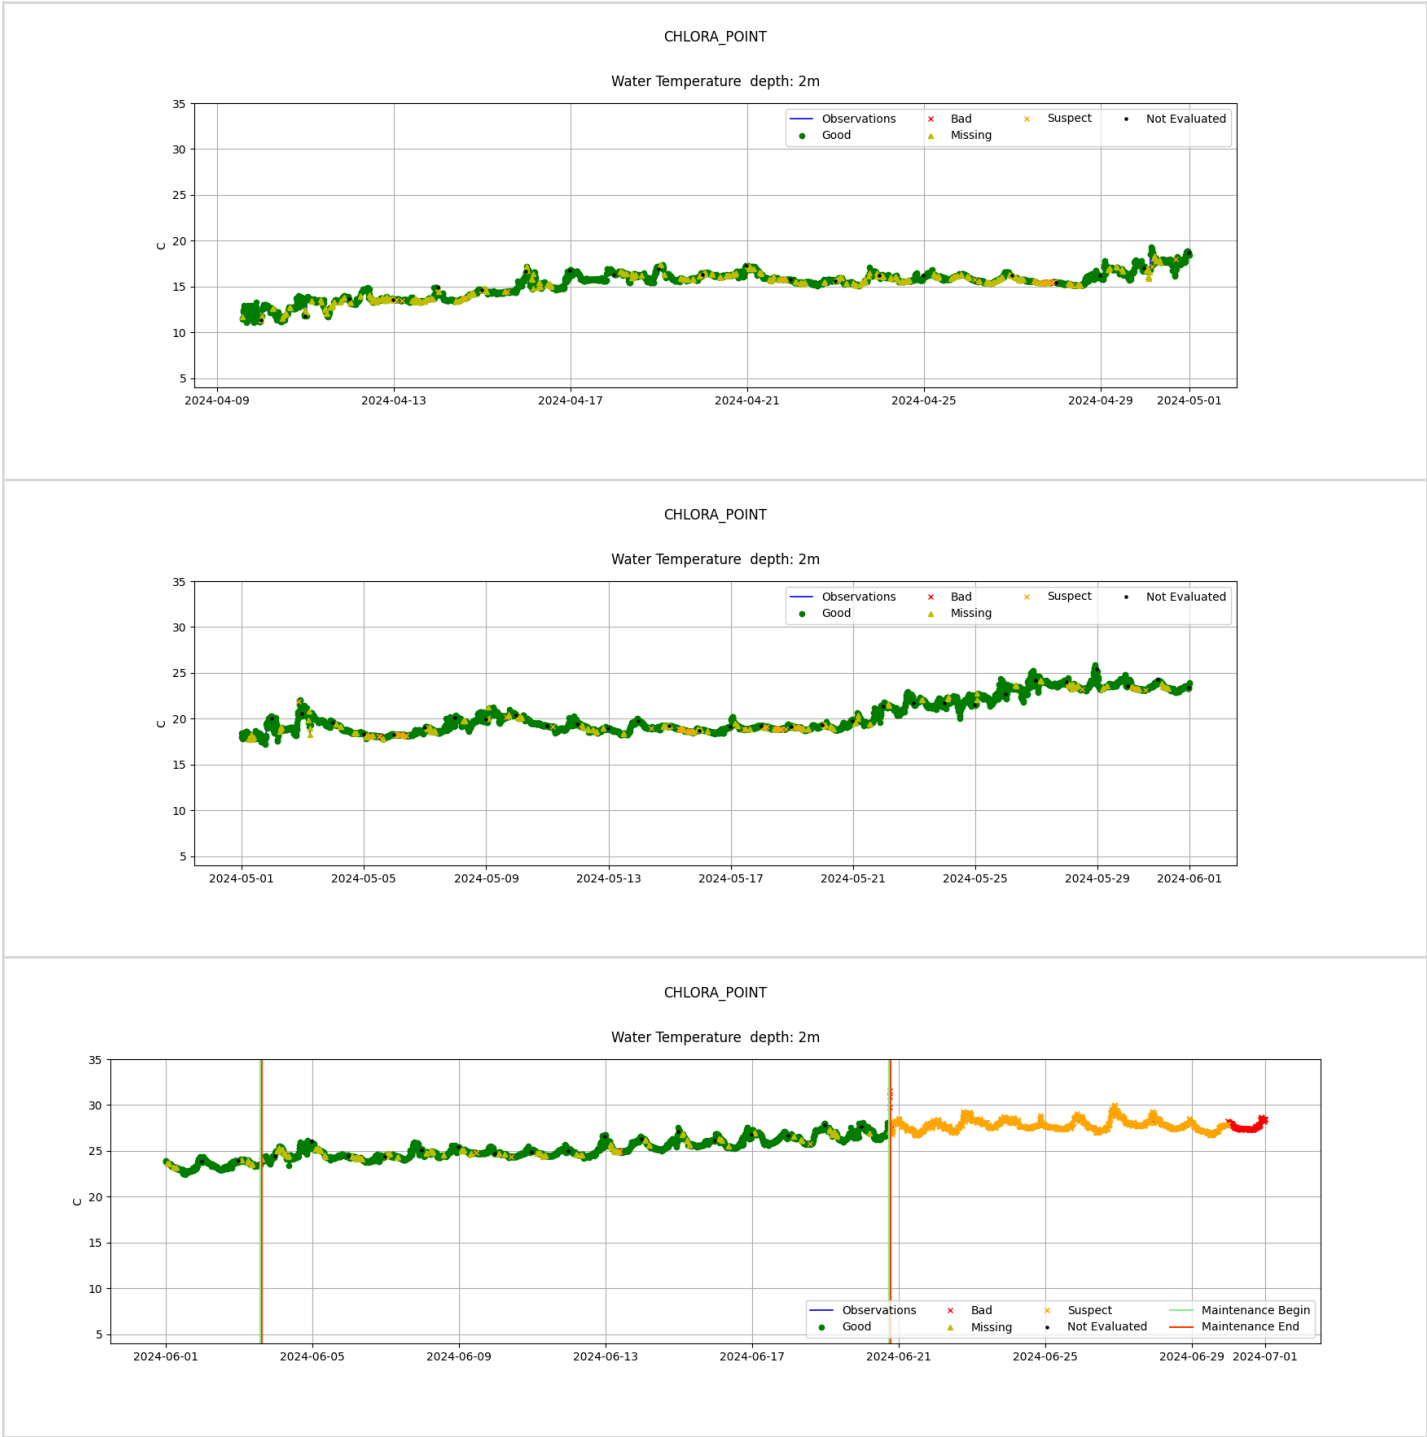 CHLORA_POINT
Water Temperature depth: 2m
Observations Bad Suspect Not Evaluated
Good Missing
35
30
25
20
15
10
5
C
2024-04-09 2024-04-13 2024-04-17 2024-04-21 2024-04-25 2024-04-29 2024-05-01
CHLORA_POINT
Water Temperature depth: 2m
Observations Bad Suspect Not Evaluated
Good Missing
35
30
25
20
15
10
5
C
2024-05-01 2024-05-05 2024-05-09 2024-05-13 2024-05-17 2024-05-21 2024-05-25 2024-05-29 2024-06-01
CHLORA_POINT
Water Temperature depth: 2m
35
30
25
20
15
10
5
C
Observations Bad Suspect Maintenance Begin
Good Missing Not Evaluated Maintenance End
2024-06-01 2024-06-05 2024-06-09 2024-06-13 2024-06-17 2024-06-21 2024-06-25 2024-06-29 2024-07-01